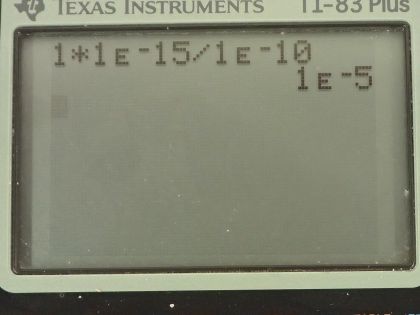 TEXAS INSTRUMENTS TI-83 Plus
1*1E-15/1E-10
1E-5